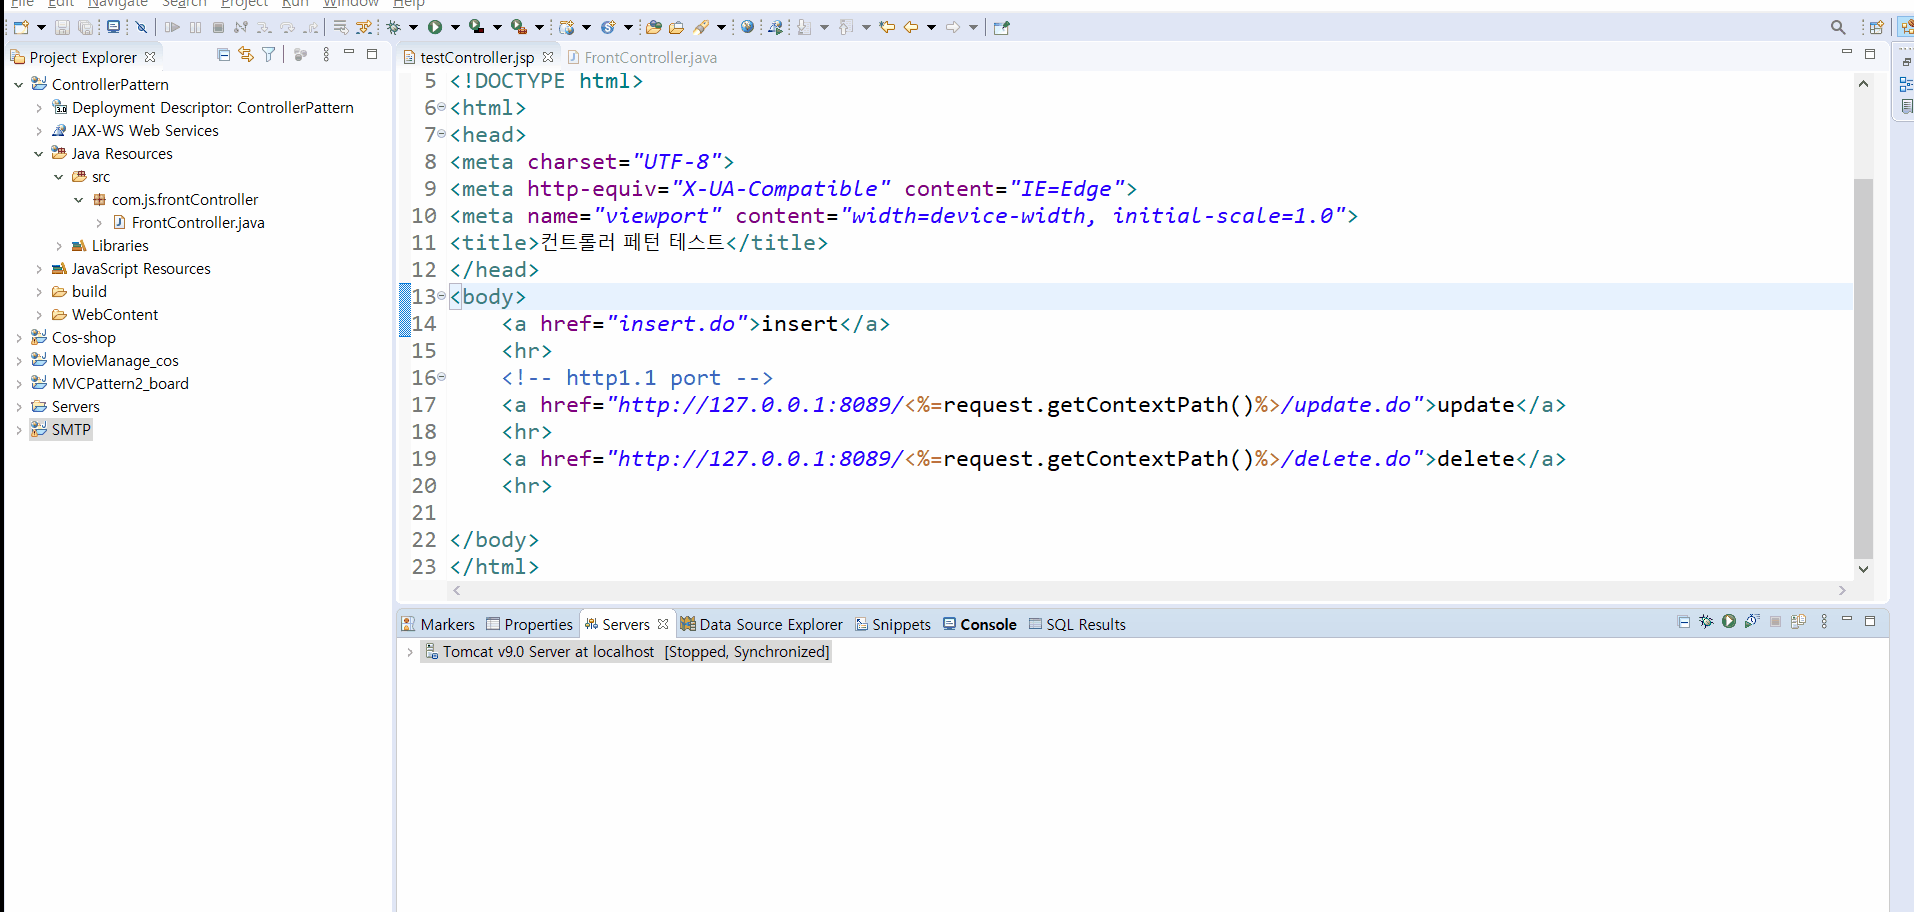 File Edit Navigate Search Project Run Window Help
Project Explorer
ControllerPattern
Deployment Descriptor: ControllerPattern
JAX-WS Web Services
Java Resources
src
com.js.frontController
FrontController.java
Libraries
JavaScript Resources
build
WebContent
Cos-shop
MovieManage_cos
MVCPattern2_board
Servers
SMTP
testController.jsp FrontController.java
5 <!DOCTYPE html>
6 <html>
7 <head>
8 <meta charset="UTF-8">
9 <meta http-equiv="X-UA-Compatible" content="IE=Edge">
10 <meta name="viewport" content="width=device-width, initial-scale=1.0">
11 <title>컨트롤러 페턴 테스트</title>
12 </head>
13 <body>
14 <a href="insert.do">insert</a>
15 <hr>
16 <!-- http1.1 port -->
17 <a href="http://127.0.0.1:8089/<%=request.getContextPath()%>/update.do">update</a>
18 <hr>
19 <a href="http://127.0.0.1:8089/<%=request.getContextPath()%>/delete.do">delete</a>
20 <hr>
21
22 </body>
23 </html>
Markers Properties Servers Data Source Explorer Snippets Console SQL Results
Tomcat v9.0 Server at localhost [Stopped, Synchronized]